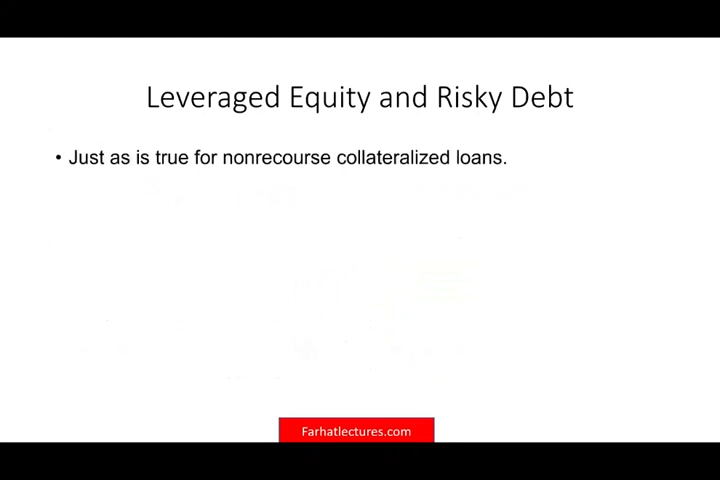 Leveraged Equity and Risky Debt
• Just as is true for nonrecourse collateralized loans.
Farhatlectures.com